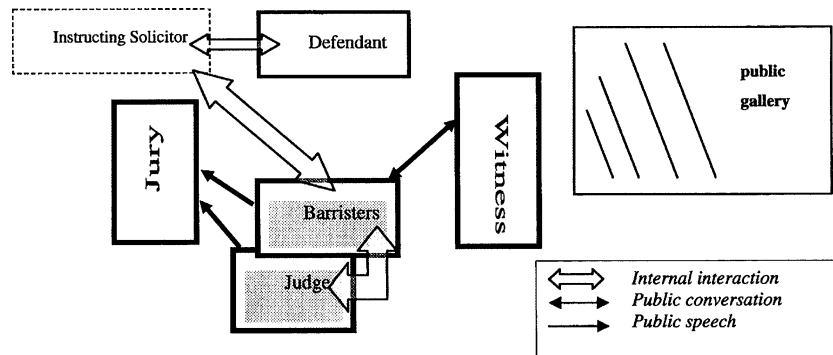 Instructing Solicitor
Defendant
public
gallery
Jury
Witness
Barristers
Judge
Internal interaction
Public conversation
Public speech